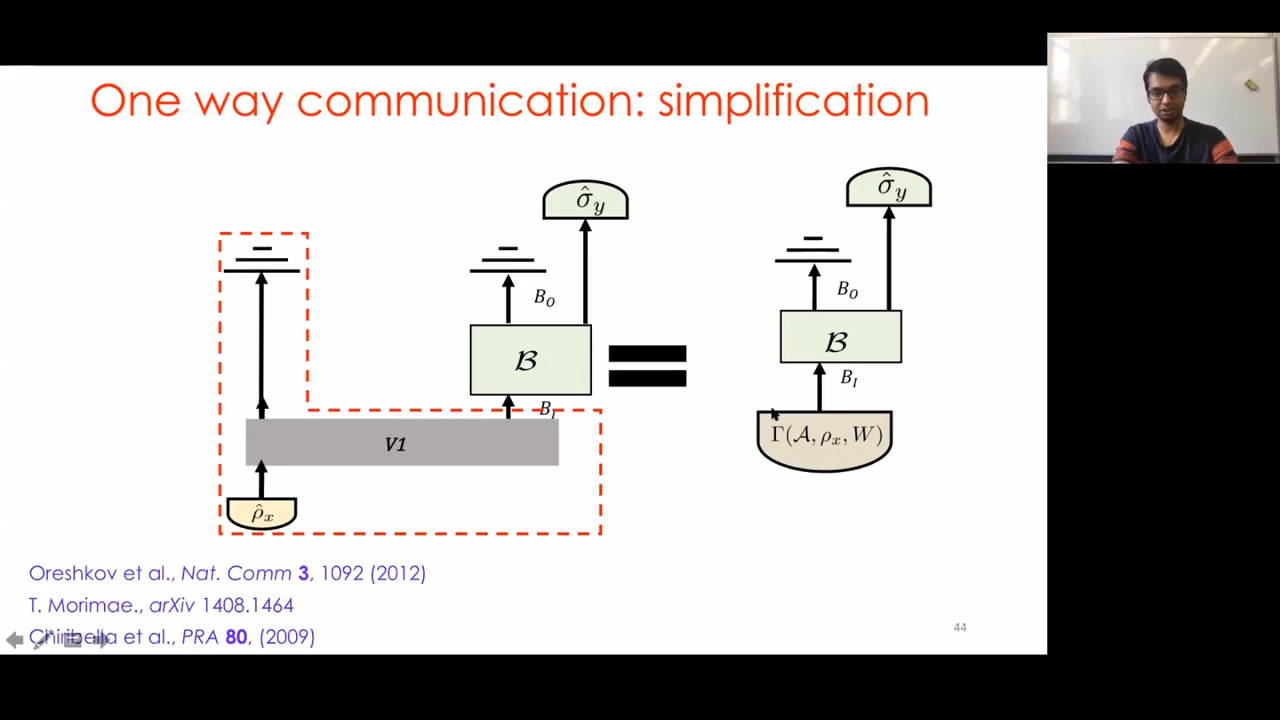 One way communication: simplification
σ̂_y
B_O
ℬ
B_I
V1
ρ̂_x
σ̂_y
B_O
ℬ
B_I
Γ(𝒜, ρ_x, W)
Oreshkov et al., Nat. Comm 3, 1092 (2012)
T. Morimae., arXiv 1408.1464
Chiribella et al., PRA 80, (2009)
44